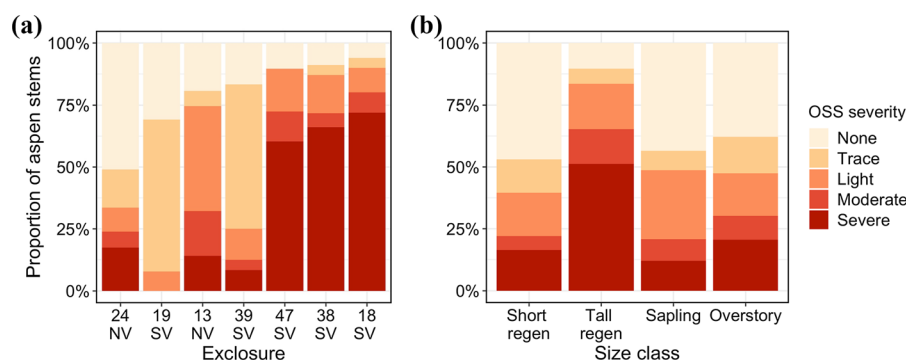 (a)
(b)
100%
75%
50%
25%
0%
Proportion of aspen stems
24 19 13 39 47 38 18
NV SV NV SV SV SV SV
Exclosure
100%
75%
50%
25%
0%
Short Tall Sapling Overstory
regen regen
Size class
OSS severity
None
Trace
Light
Moderate
Severe